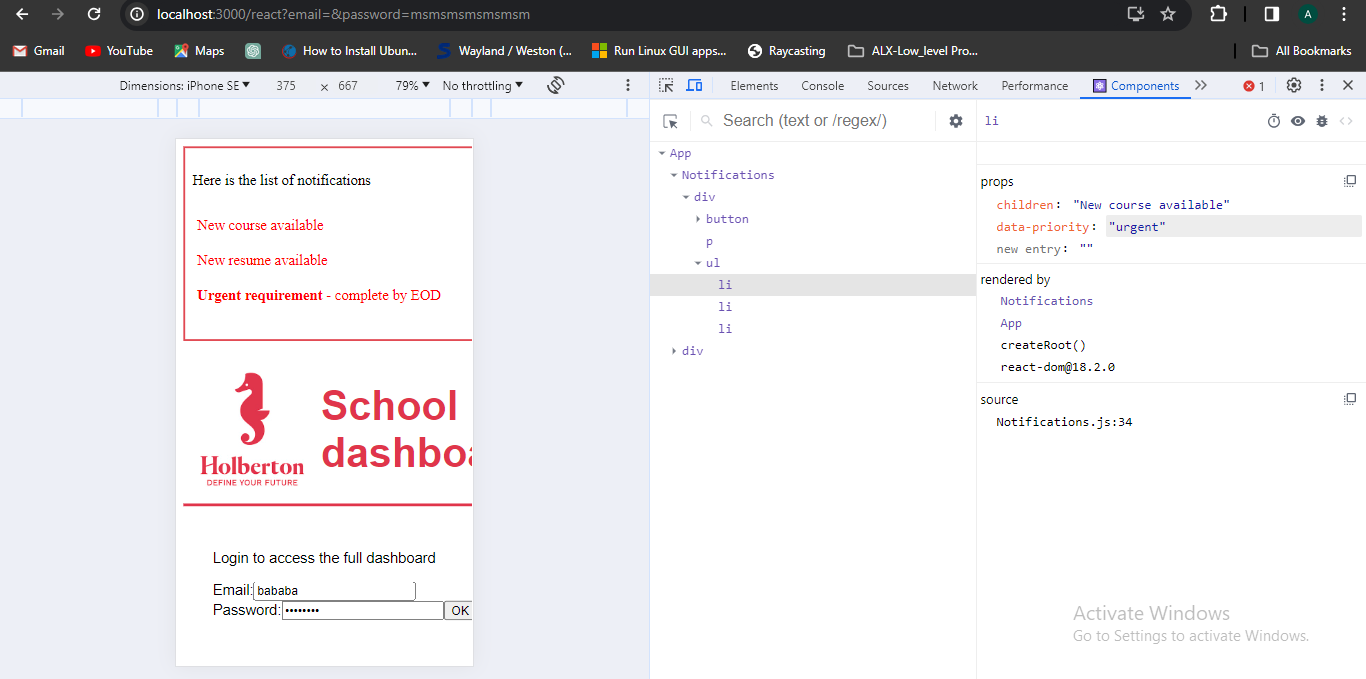 localhost:3000/react?email=&password=msmsmsmsmsmsm
A
Gmail
YouTube
Maps
How to Install Ubun...
Wayland / Weston (...
Run Linux GUI apps...
Raycasting
ALX-Low_level Pro...
All Bookmarks
Dimensions: iPhone SE
375
x
667
79%
No throttling
Elements
Console
Sources
Network
Performance
Components
1
Search (text or /regex/)
App
Notifications
div
button
p
ul
li
li
li
div
li
props
children: "New course available"
data-priority: "urgent"
new entry: ""
rendered by
Notifications
App
createRoot()
react-dom@18.2.0
source
Notifications.js:34
Here is the list of notifications
New course available
New resume available
Urgent requirement - complete by EOD
Holberton
DEFINE YOUR FUTURE
School
dashboa
Login to access the full dashboard
Email: bababa
Password: ••••••••
OK
Activate Windows
Go to Settings to activate Windows.